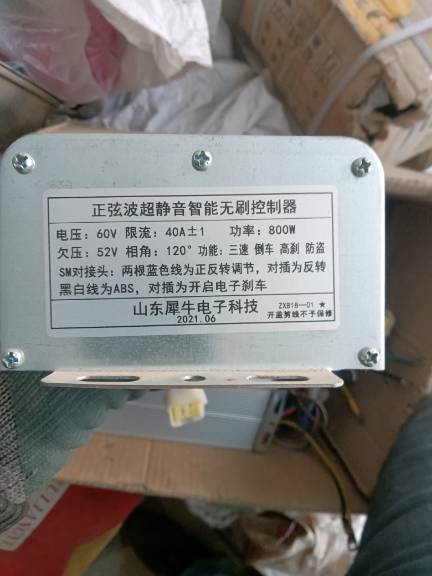 正弦波超静音智能无刷控制器
电压: 60V 限流: 40A±1 功率: 800W
欠压: 52V 相角: 120° 功能: 三速 倒车 高刹 防盗
SM对接头: 两根蓝色线为正反转调节, 对插为反转
黑白线为ABS, 对插为开启电子刹车
山东犀牛电子科技
2021.06
ZXB18-01 ★
开盖剪线不予保修